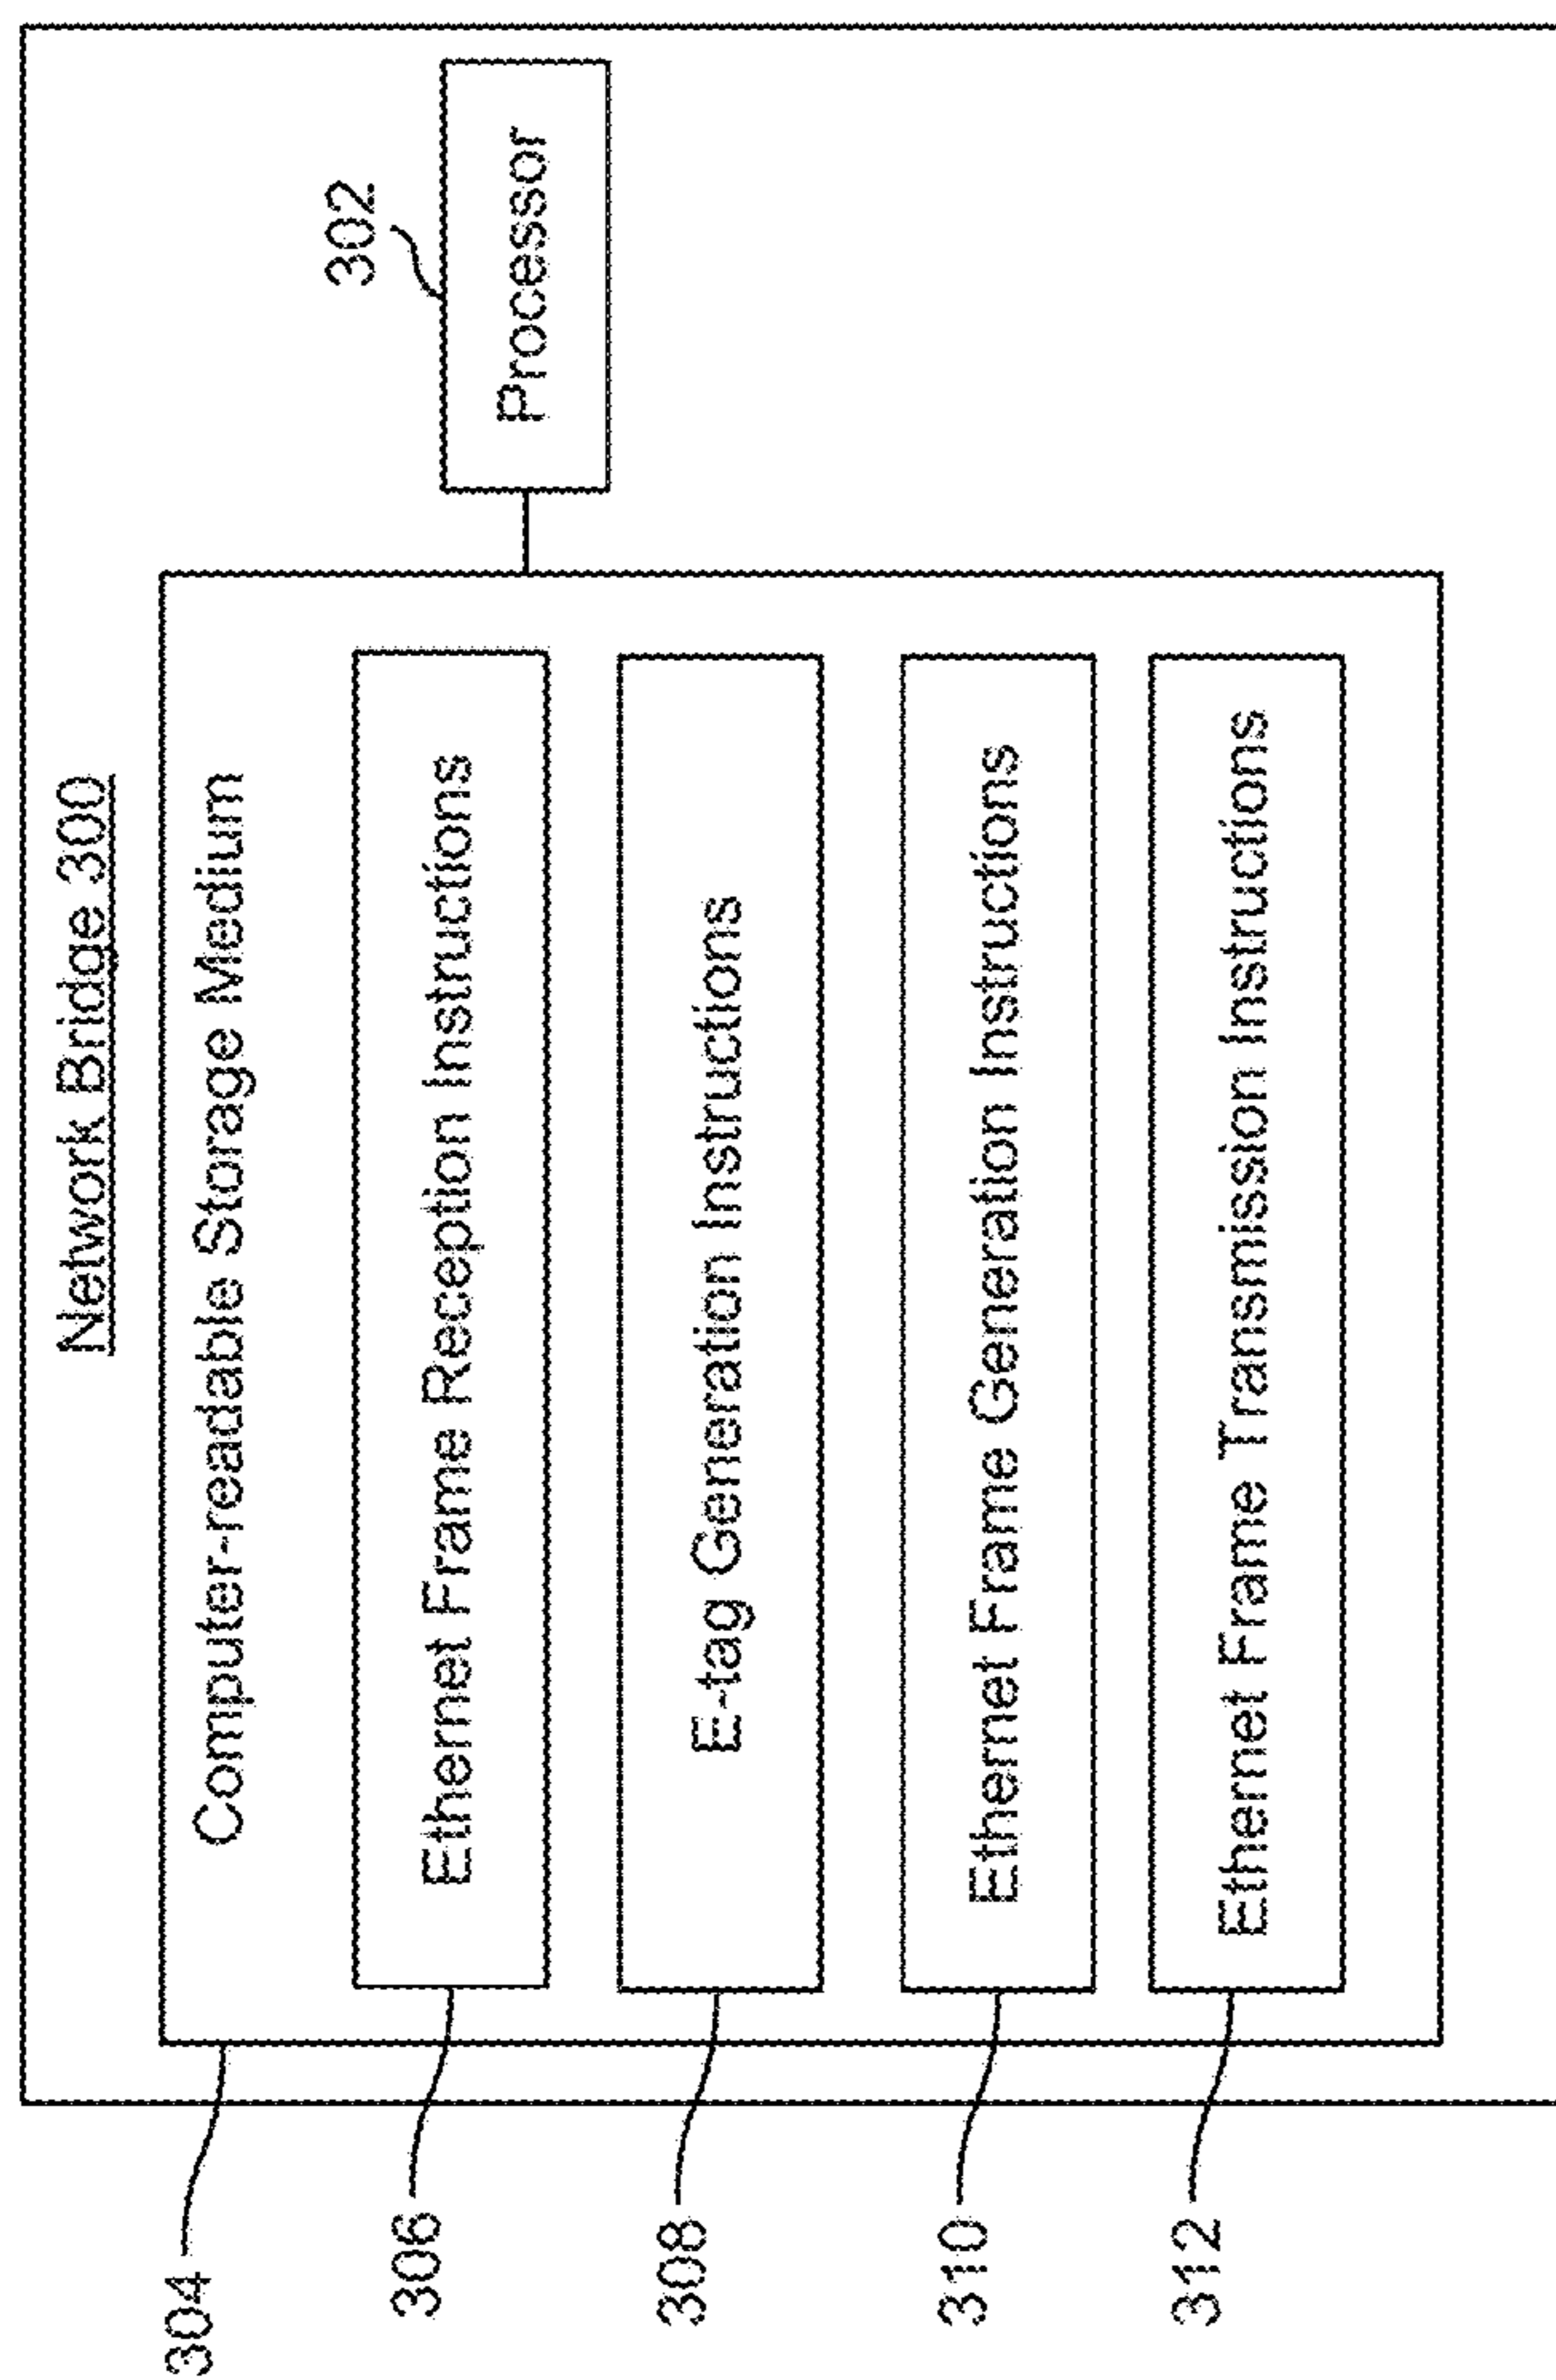 Network Bridge 300
304
Computer-readable Storage Medium
302
Processor
306
Ethernet Frame Reception Instructions
308
E-tag Generation Instructions
310
Ethernet Frame Generation Instructions
312
Ethernet Frame Transmission Instructions